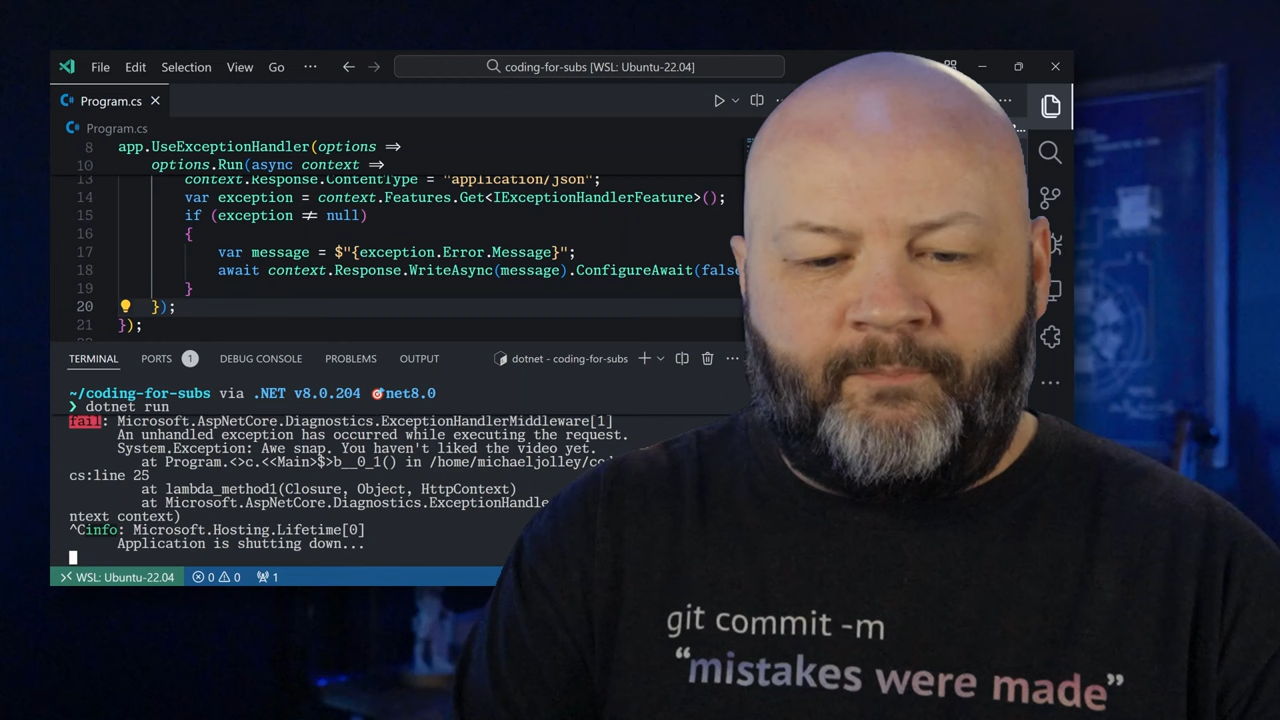 File Edit Selection View Go ··· coding-for-subs [WSL: Ubuntu-22.04]
Program.cs
Program.cs
8 app.UseExceptionHandler(options =>
10 options.Run(async context =>
13 context.Response.ContentType = "application/json";
14 var exception = context.Features.Get<IExceptionHandlerFeature>();
15 if (exception != null)
16 {
17 var message = $"{exception.Error.Message}";
18 await context.Response.WriteAsync(message).ConfigureAwait(false
19 }
20 });
21 });
TERMINAL PORTS 1 DEBUG CONSOLE PROBLEMS OUTPUT dotnet - coding-for-subs
~/coding-for-subs via .NET v8.0.204 net8.0
❯ dotnet run
fail: Microsoft.AspNetCore.Diagnostics.ExceptionHandlerMiddleware[1]
An unhandled exception has occurred while executing the request.
System.Exception: Awe snap. You haven't liked the video yet.
at Program.<>c.<<Main>$>b__0_1() in /home/michaeljolley/co
cs:line 25
at lambda_method1(Closure, Object, HttpContext)
at Microsoft.AspNetCore.Diagnostics.ExceptionHandle
ntext context)
^Cinfo: Microsoft.Hosting.Lifetime[0]
Application is shutting down...
WSL: Ubuntu-22.04 0 0 1
git commit -m
“mistakes were made”